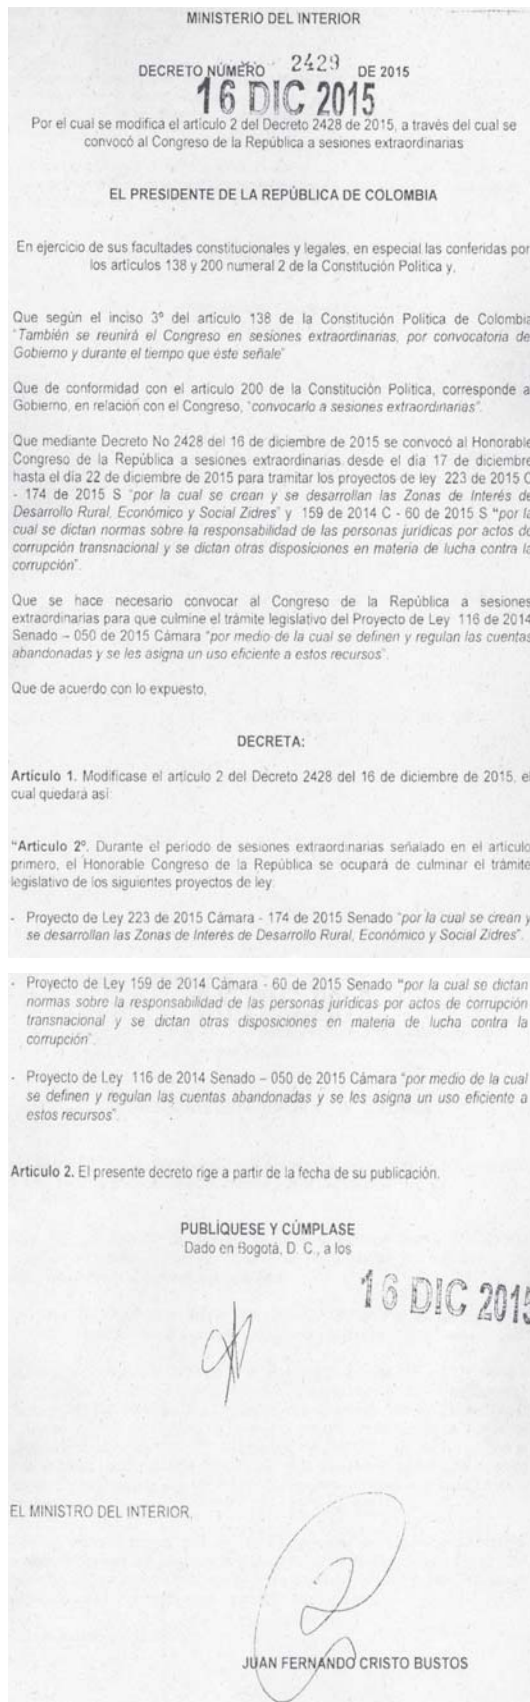 MINISTERIO DEL INTERIOR
DECRETO NÚMERO 2429 DE 2015
16 DIC 2015
Por el cual se modifica el artículo 2 del Decreto 2428 de 2015, a través del cual se
convocó al Congreso de la República a sesiones extraordinarias
EL PRESIDENTE DE LA REPÚBLICA DE COLOMBIA
En ejercicio de sus facultades constitucionales y legales, en especial las conferidas por
los artículos 138 y 200 numeral 2 de la Constitución Política y,
Que según el inciso 3º del artículo 138 de la Constitución Política de Colombia
"También se reunirá el Congreso en sesiones extraordinarias, por convocatoria de
Gobierno y durante el tiempo que éste señale"
Que de conformidad con el artículo 200 de la Constitución Política, corresponde a
Gobierno, en relación con el Congreso, "convocarlo a sesiones extraordinarias".
Que mediante Decreto No 2428 del 16 de diciembre de 2015 se convocó al Honorable
Congreso de la República a sesiones extraordinarias desde el día 17 de diciembre
hasta el día 22 de diciembre de 2015 para tramitar los proyectos de ley 223 de 2015 C
- 174 de 2015 S "por la cual se crean y se desarrollan las Zonas de Interés de
Desarrollo Rural, Económico y Social Zidres" y 159 de 2014 C - 60 de 2015 S "por la
cual se dictan normas sobre la responsabilidad de las personas jurídicas por actos de
corrupción transnacional y se dictan otras disposiciones en materia de lucha contra la
corrupción".
Que se hace necesario convocar al Congreso de la República a sesiones
extraordinarias para que culmine el trámite legislativo del Proyecto de Ley 116 de 2014
Senado – 050 de 2015 Cámara "por medio de la cual se definen y regulan las cuentas
abandonadas y se les asigna un uso eficiente a estos recursos".
Que de acuerdo con lo expuesto,
DECRETA:
Artículo 1. Modifícase el artículo 2 del Decreto 2428 del 16 de diciembre de 2015, el
cual quedará así:
"Artículo 2º. Durante el periodo de sesiones extraordinarias señalado en el artículo
primero, el Honorable Congreso de la República se ocupará de culminar el trámite
legislativo de los siguientes proyectos de ley:
- Proyecto de Ley 223 de 2015 Cámara - 174 de 2015 Senado "por la cual se crean y
se desarrollan las Zonas de Interés de Desarrollo Rural, Económico y Social Zidres".
- Proyecto de Ley 159 de 2014 Cámara - 60 de 2015 Senado "por la cual se dictan
normas sobre la responsabilidad de las personas jurídicas por actos de corrupción
transnacional y se dictan otras disposiciones en materia de lucha contra la
corrupción".
- Proyecto de Ley 116 de 2014 Senado – 050 de 2015 Cámara "por medio de la cual
se definen y regulan las cuentas abandonadas y se les asigna un uso eficiente a
estos recursos".
Artículo 2. El presente decreto rige a partir de la fecha de su publicación.
PUBLÍQUESE Y CÚMPLASE
Dado en Bogotá, D. C., a los
16 DIC 2015
EL MINISTRO DEL INTERIOR,
JUAN FERNANDO CRISTO BUSTOS